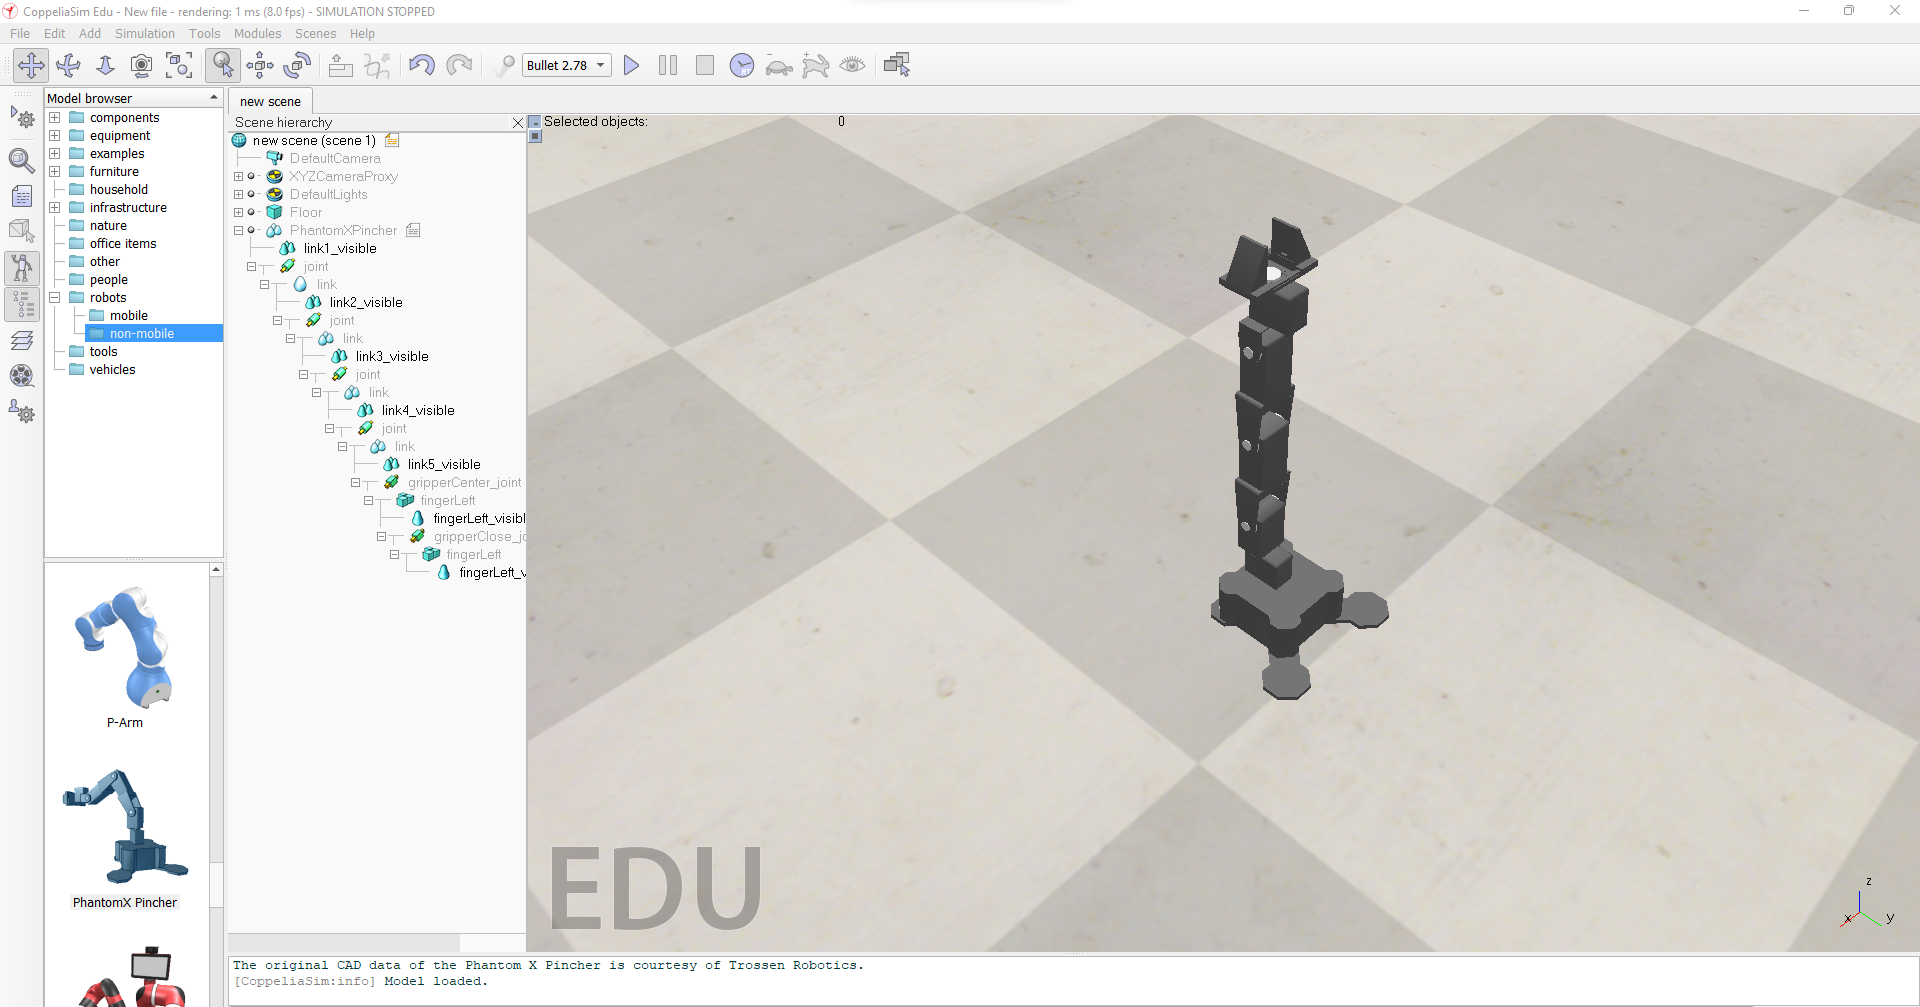 CoppeliaSim Edu - New file - rendering: 1 ms (8.0 fps) - SIMULATION STOPPED
File Edit Add Simulation Tools Modules Scenes Help
Bullet 2.78
Model browser
components
equipment
examples
furniture
household
infrastructure
nature
office items
other
people
robots
mobile
non-mobile
tools
vehicles
P-Arm
PhantomX Pincher
new scene
Scene hierarchy
new scene (scene 1)
DefaultCamera
XYZCameraProxy
DefaultLights
Floor
PhantomXPincher
link1_visible
joint
link
link2_visible
joint
link
link3_visible
joint
link
link4_visible
joint
link
link5_visible
gripperCenter_joint
fingerLeft
fingerLeft_visibl
gripperClose_jo
fingerLeft
fingerLeft_v
Selected objects: 0
EDU
z
x
y
The original CAD data of the Phantom X Pincher is courtesy of Trossen Robotics.
[CoppeliaSim:info] Model loaded.